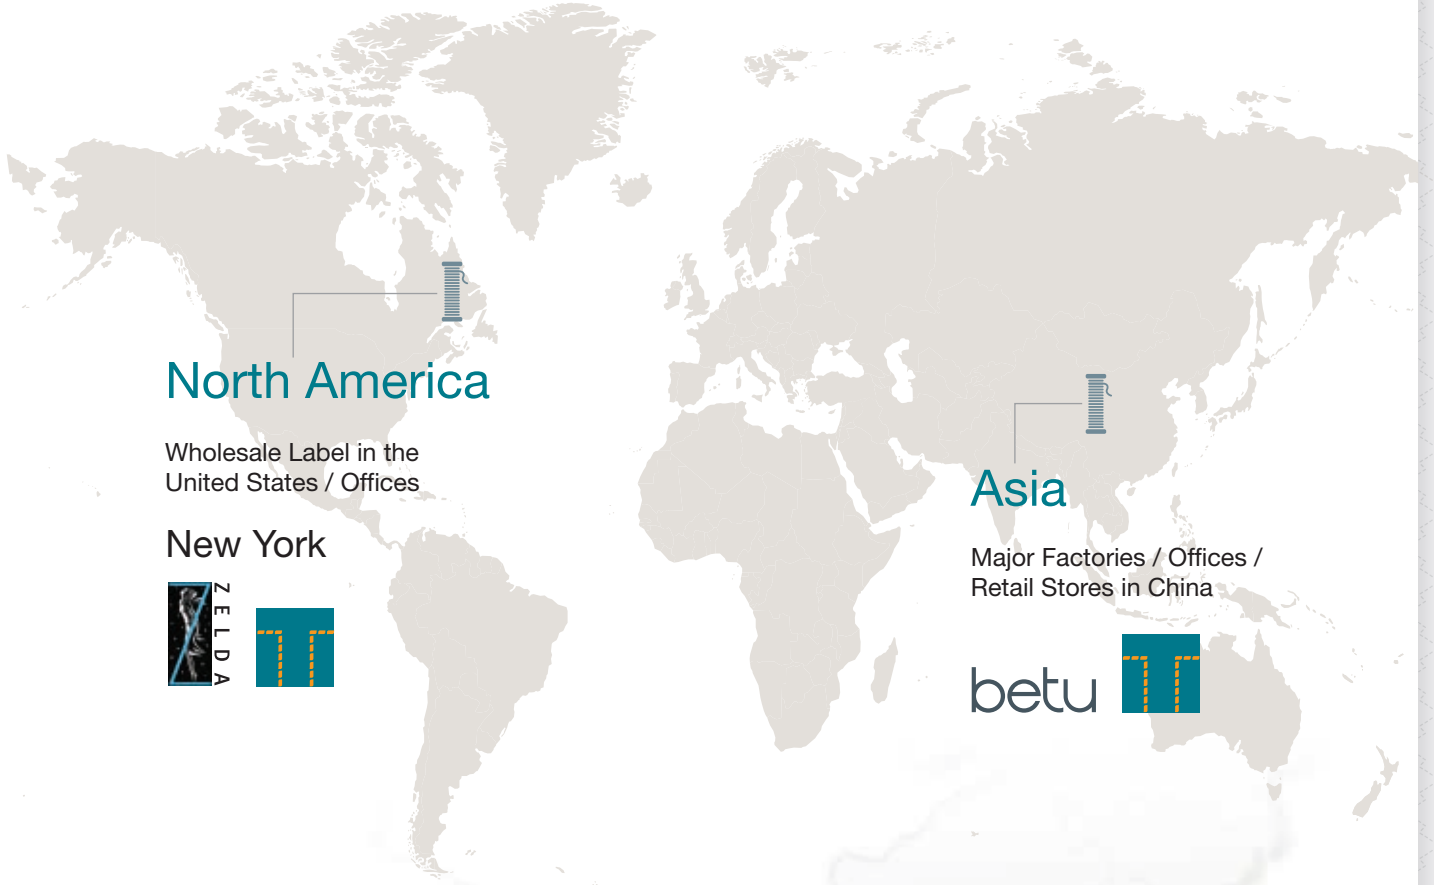 North America
Wholesale Label in the
United States / Offices
New York
ZELDA
Asia
Major Factories / Offices /
Retail Stores in China
betu